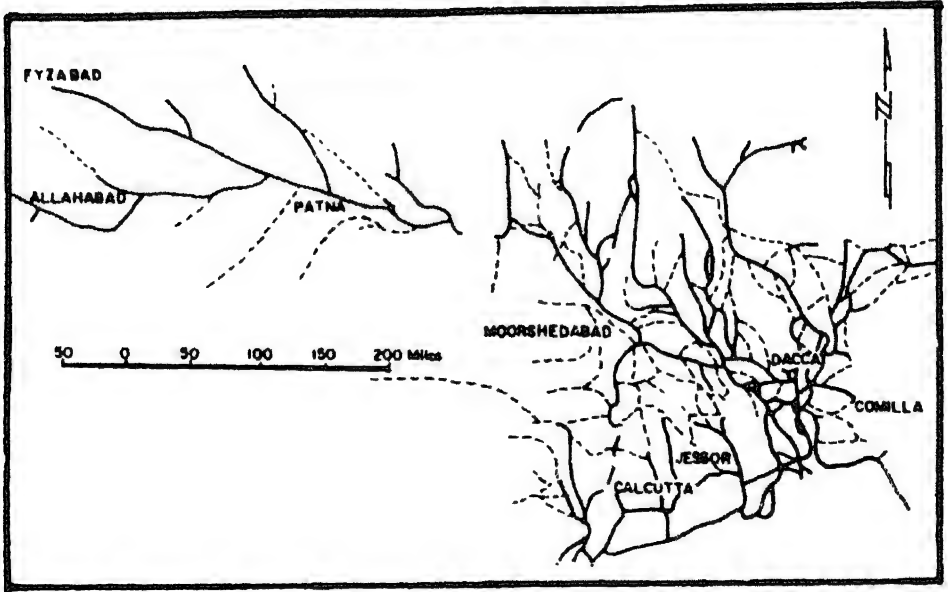 FYZABAD
N
ALLAHABAD
PATNA
MOORSHEDABAD
50 0 50 100 150 200 Miles
DACCA
COMILLA
JESSOR
CALCUTTA